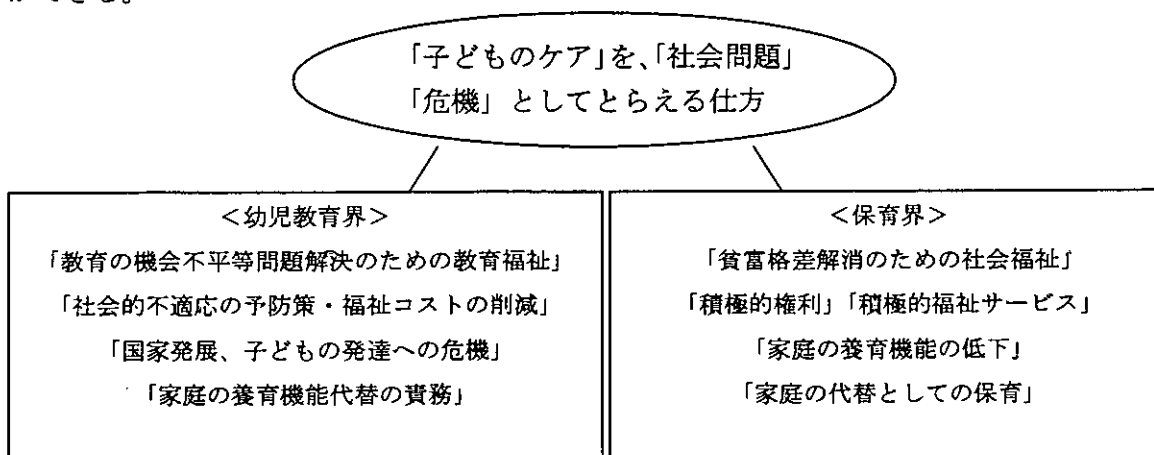 ができる。
「子どものケア」を、「社会問題」
「危機」としてとらえる仕方
＜幼児教育界＞
「教育の機会不平等問題解決のための教育福祉」
「社会的不適応の予防策・福祉コストの削減」
「国家発展、子どもの発達への危機」
「家庭の養育機能代替の責務」
＜保育界＞
「貧富格差解消のための社会福祉」
「積極的権利」「積極的福祉サービス」
「家庭の養育機能の低下」
「家庭の代替としての保育」